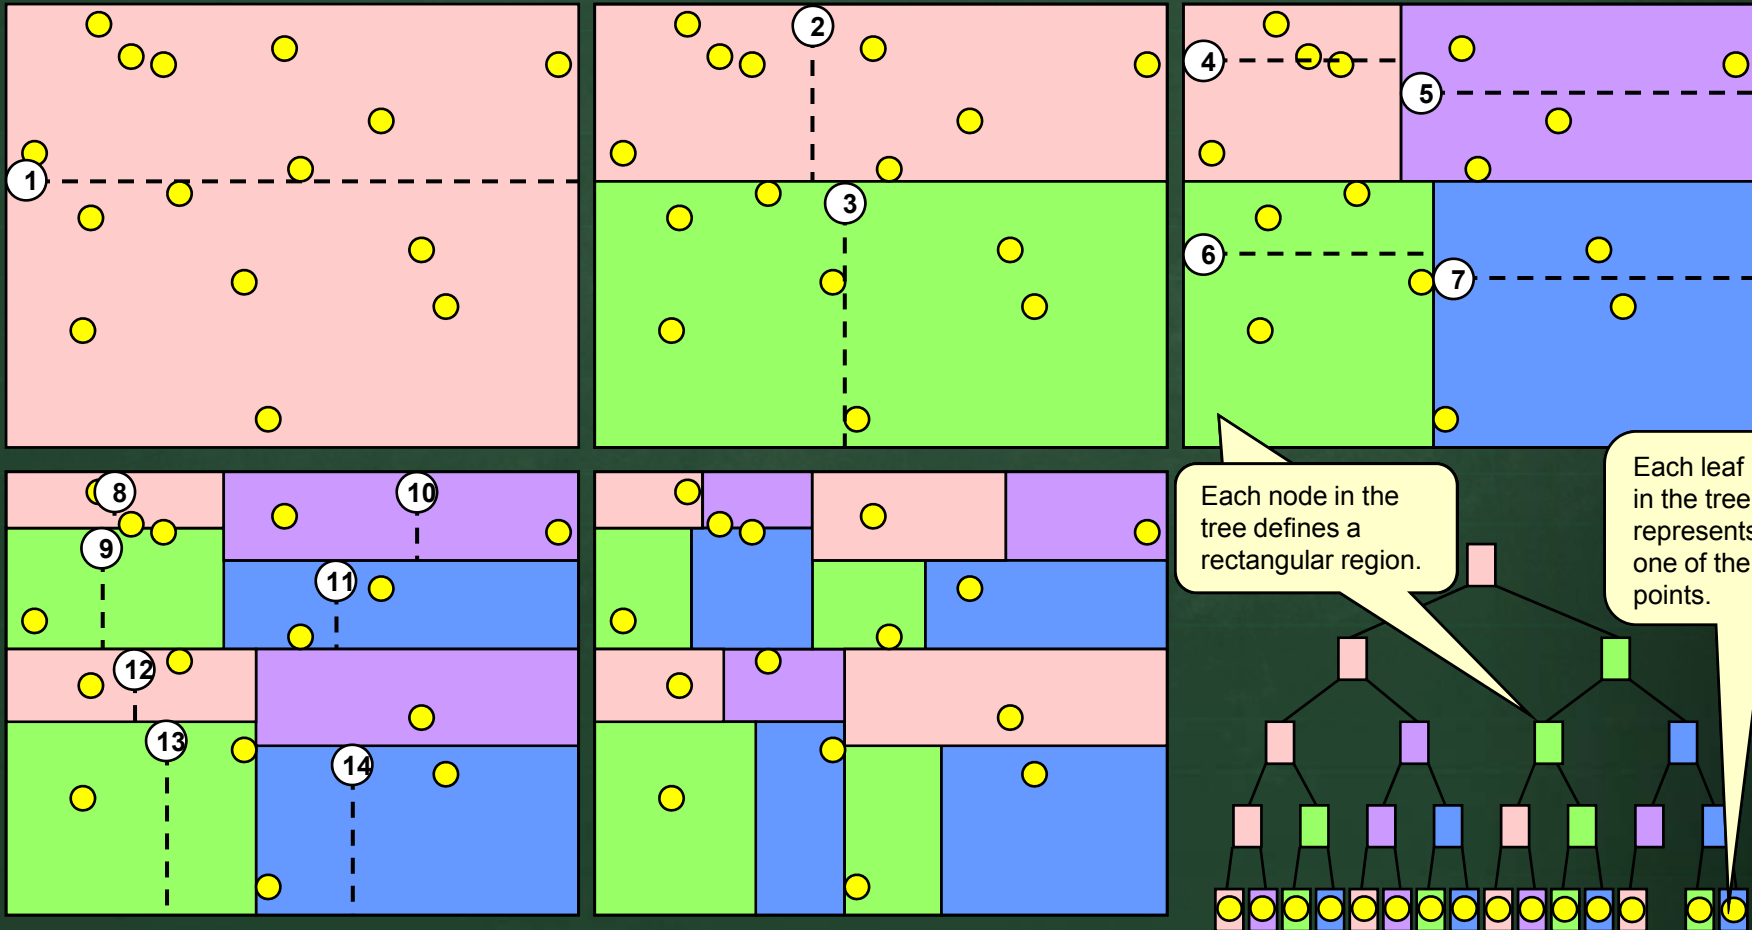 1
2
3
4
5
6
7
8
9
10
11
12
13
14
Each node in the
tree defines a
rectangular region.
Each leaf
in the tree
represents
one of the
points.